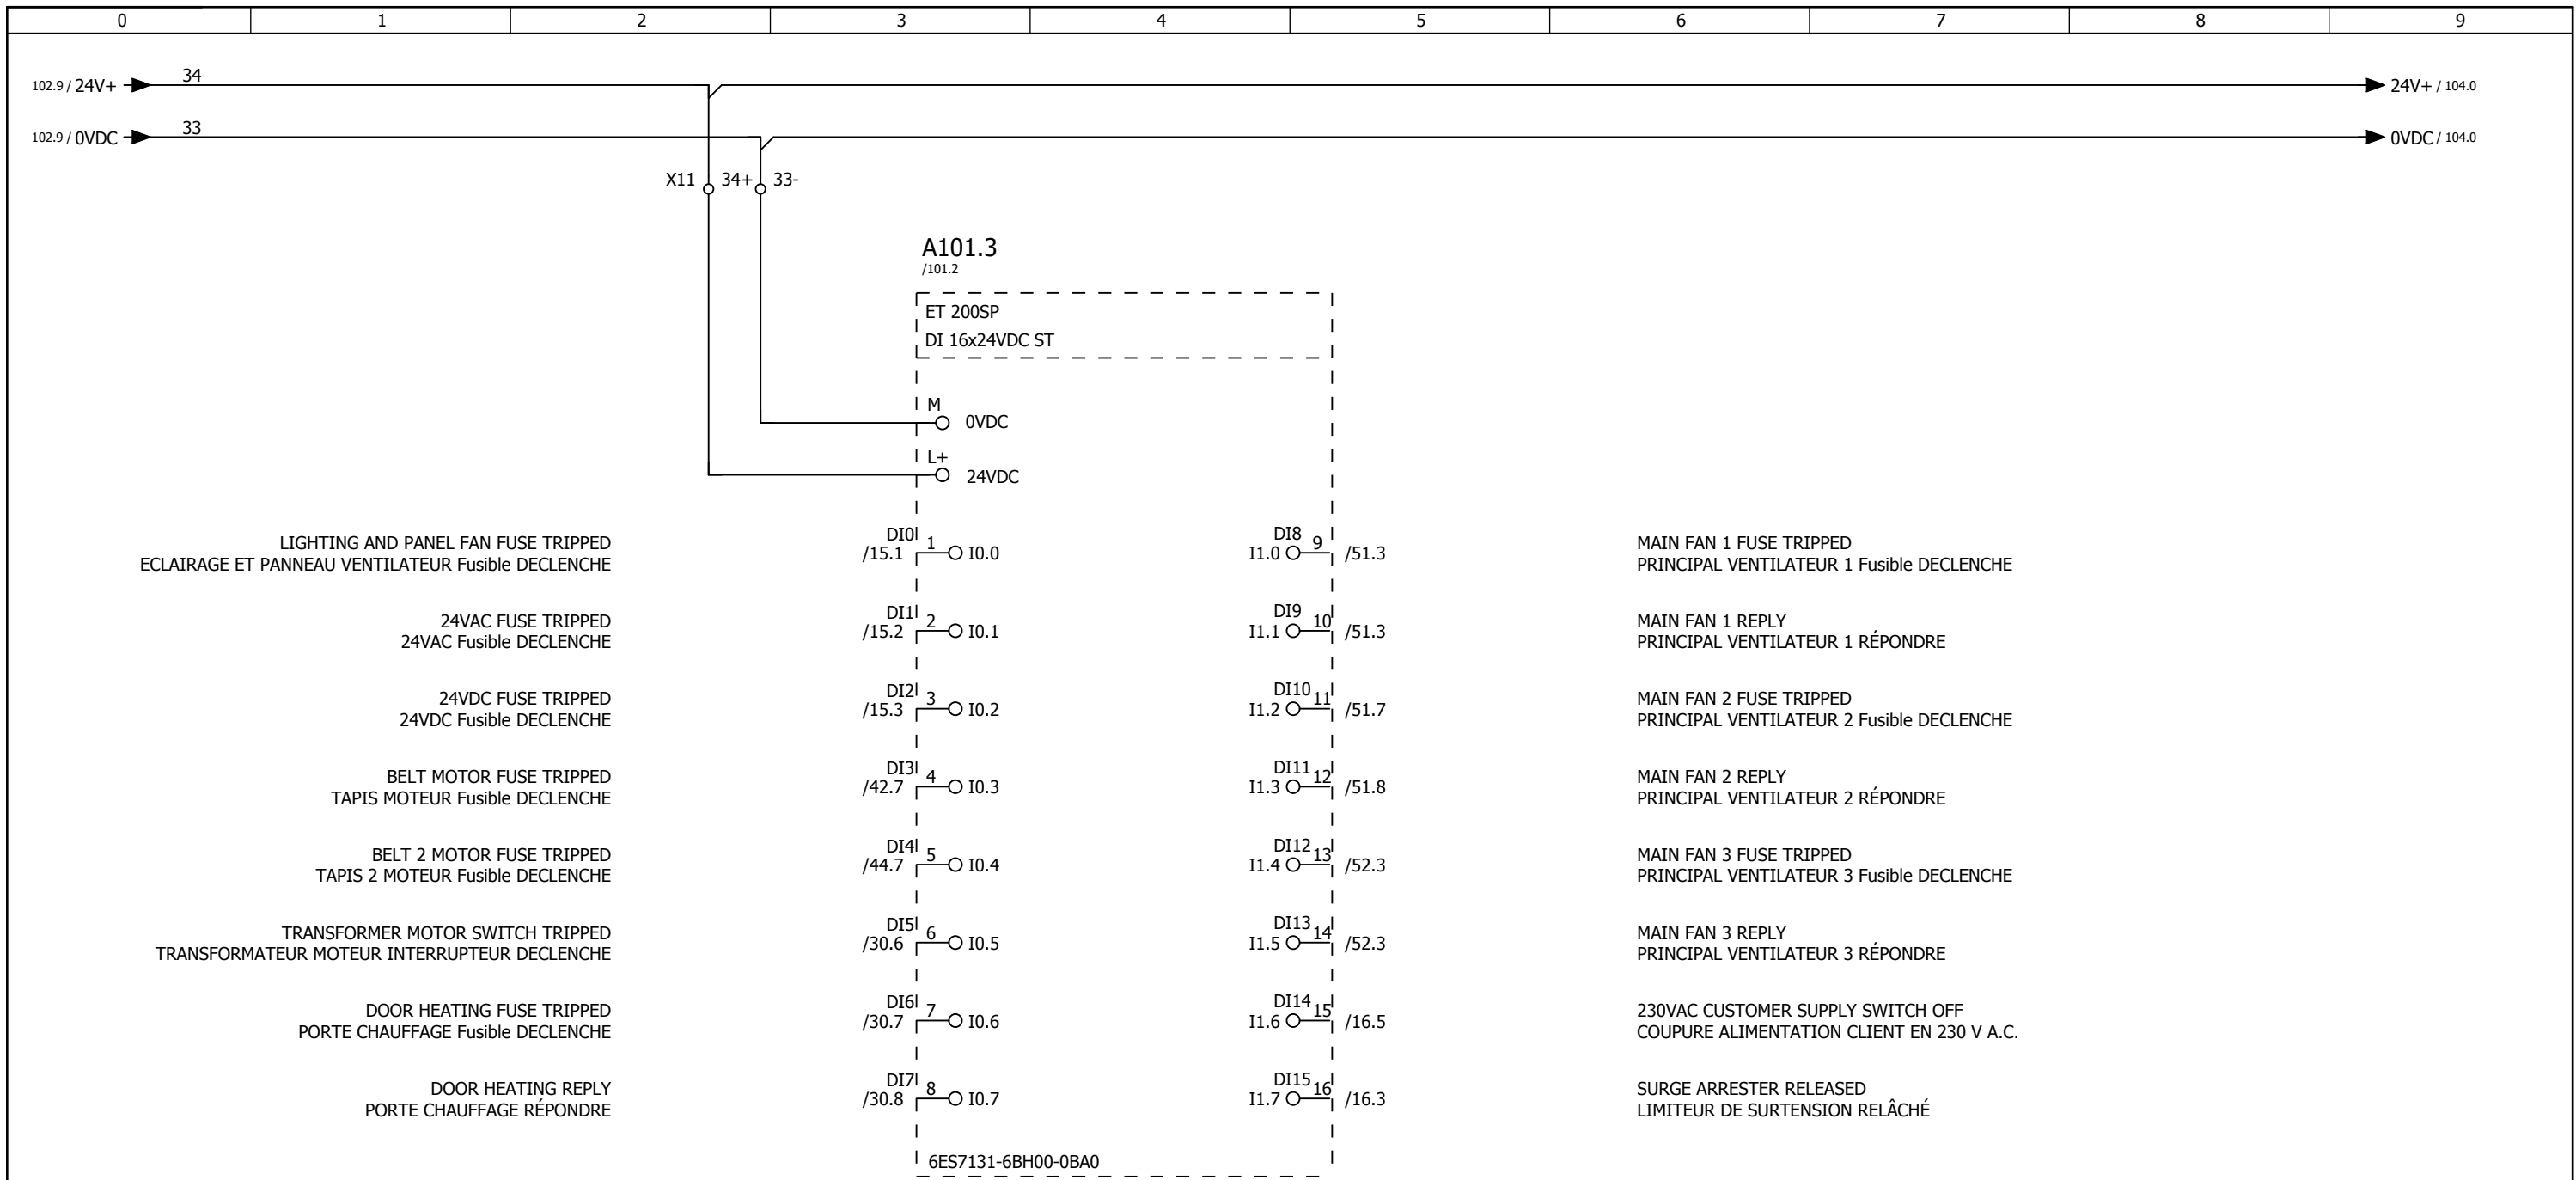 0 1 2 3 4 5 6 7 8 9
102.9 / 24V+ 34 24V+ / 104.0
102.9 / 0VDC 33 0VDC / 104.0
X11 34+ 33-
A101.3
/101.2
ET 200SP
DI 16x24VDC ST
M
0VDC
L+
24VDC
LIGHTING AND PANEL FAN FUSE TRIPPED
ECLAIRAGE ET PANNEAU VENTILATEUR Fusible DECLENCHE
DI0
/15.1 1 I0.0
DI8
I1.0 9 /51.3
MAIN FAN 1 FUSE TRIPPED
PRINCIPAL VENTILATEUR 1 Fusible DECLENCHE
24VAC FUSE TRIPPED
24VAC Fusible DECLENCHE
DI1
/15.2 2 I0.1
DI9
I1.1 10 /51.3
MAIN FAN 1 REPLY
PRINCIPAL VENTILATEUR 1 RÉPONDRE
24VDC FUSE TRIPPED
24VDC Fusible DECLENCHE
DI2
/15.3 3 I0.2
DI10
I1.2 11 /51.7
MAIN FAN 2 FUSE TRIPPED
PRINCIPAL VENTILATEUR 2 Fusible DECLENCHE
BELT MOTOR FUSE TRIPPED
TAPIS MOTEUR Fusible DECLENCHE
DI3
/42.7 4 I0.3
DI11
I1.3 12 /51.8
MAIN FAN 2 REPLY
PRINCIPAL VENTILATEUR 2 RÉPONDRE
BELT 2 MOTOR FUSE TRIPPED
TAPIS 2 MOTEUR Fusible DECLENCHE
DI4
/44.7 5 I0.4
DI12
I1.4 13 /52.3
MAIN FAN 3 FUSE TRIPPED
PRINCIPAL VENTILATEUR 3 Fusible DECLENCHE
TRANSFORMER MOTOR SWITCH TRIPPED
TRANSFORMATEUR MOTEUR INTERRUPTEUR DECLENCHE
DI5
/30.6 6 I0.5
DI13
I1.5 14 /52.3
MAIN FAN 3 REPLY
PRINCIPAL VENTILATEUR 3 RÉPONDRE
DOOR HEATING FUSE TRIPPED
PORTE CHAUFFAGE Fusible DECLENCHE
DI6
/30.7 7 I0.6
DI14
I1.6 15 /16.5
230VAC CUSTOMER SUPPLY SWITCH OFF
COUPURE ALIMENTATION CLIENT EN 230 V A.C.
DOOR HEATING REPLY
PORTE CHAUFFAGE RÉPONDRE
DI7
/30.8 8 I0.7
DI15
I1.7 16 /16.3
SURGE ARRESTER RELEASED
LIMITEUR DE SURTENSION RELÂCHÉ
6ES7131-6BH00-0BA0